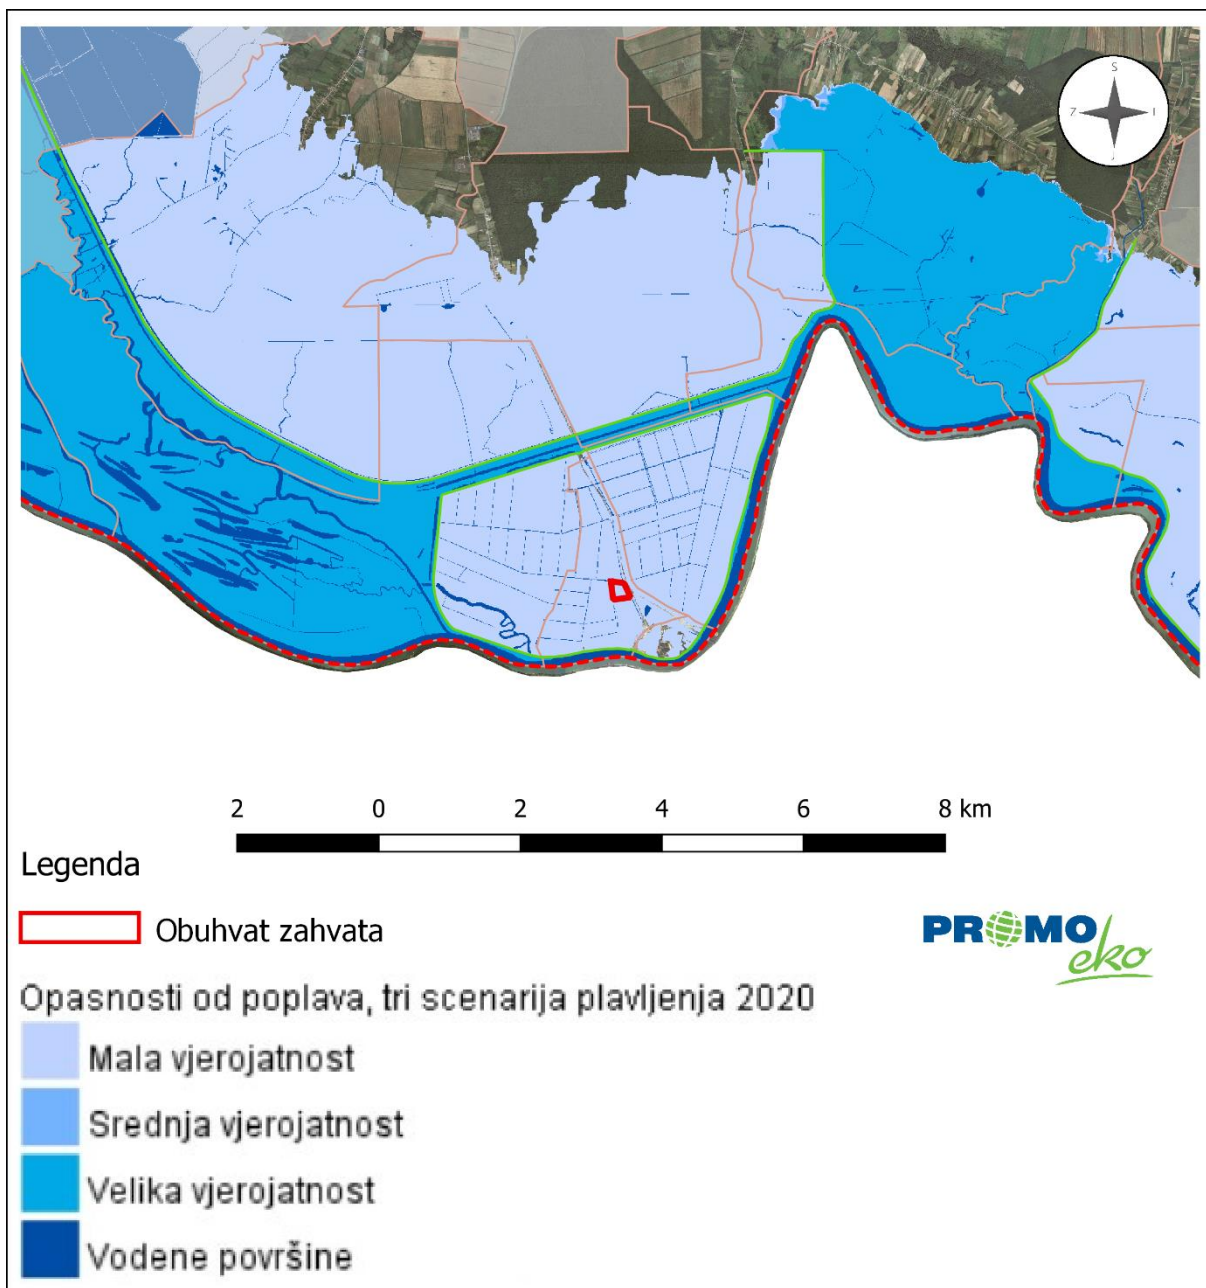 S
Z I
J
2 0 2 4 6 8 km
Legenda
Obuhvat zahvata
PROMO
eko
Opasnosti od poplava, tri scenarija plavljenja 2020
Mala vjerojatnost
Srednja vjerojatnost
Velika vjerojatnost
Vodene površine